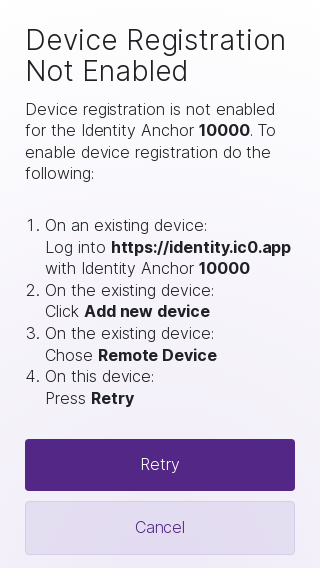 Device Registration
Not Enabled
Device registration is not enabled
for the Identity Anchor 10000. To
enable device registration do the
following:
1. On an existing device:
Log into https://identity.ic0.app
with Identity Anchor 10000
2. On the existing device:
Click Add new device
3. On the existing device:
Chose Remote Device
4. On this device:
Press Retry
Retry
Cancel